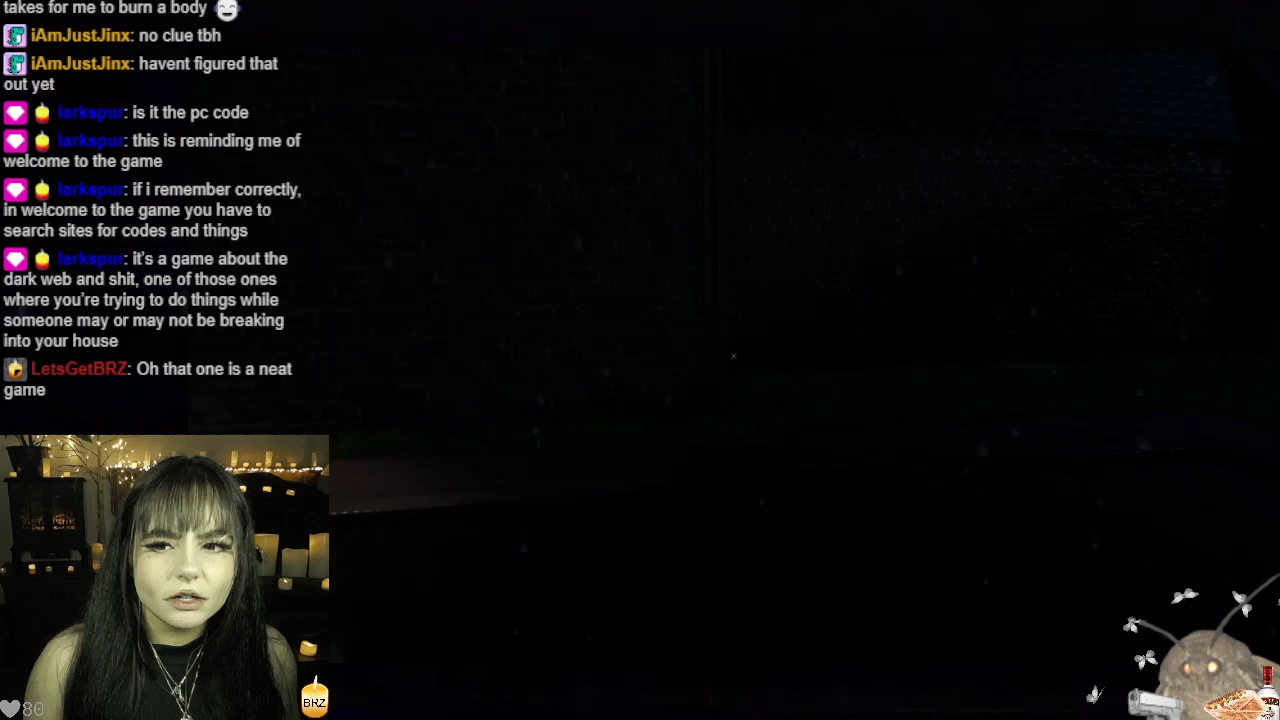 takes for me to burn a body
iAmJustJinx: no clue tbh
iAmJustJinx: havent figured that
out yet
larkspur: is it the pc code
larkspur: this is reminding me of
welcome to the game
larkspur: if i remember correctly,
in welcome to the game you have to
search sites for codes and things
larkspur: it's a game about the
dark web and shit, one of those ones
where you're trying to do things while
someone may or may not be breaking
into your house
LetsGetBRZ: Oh that one is a neat
game
BRZ
80